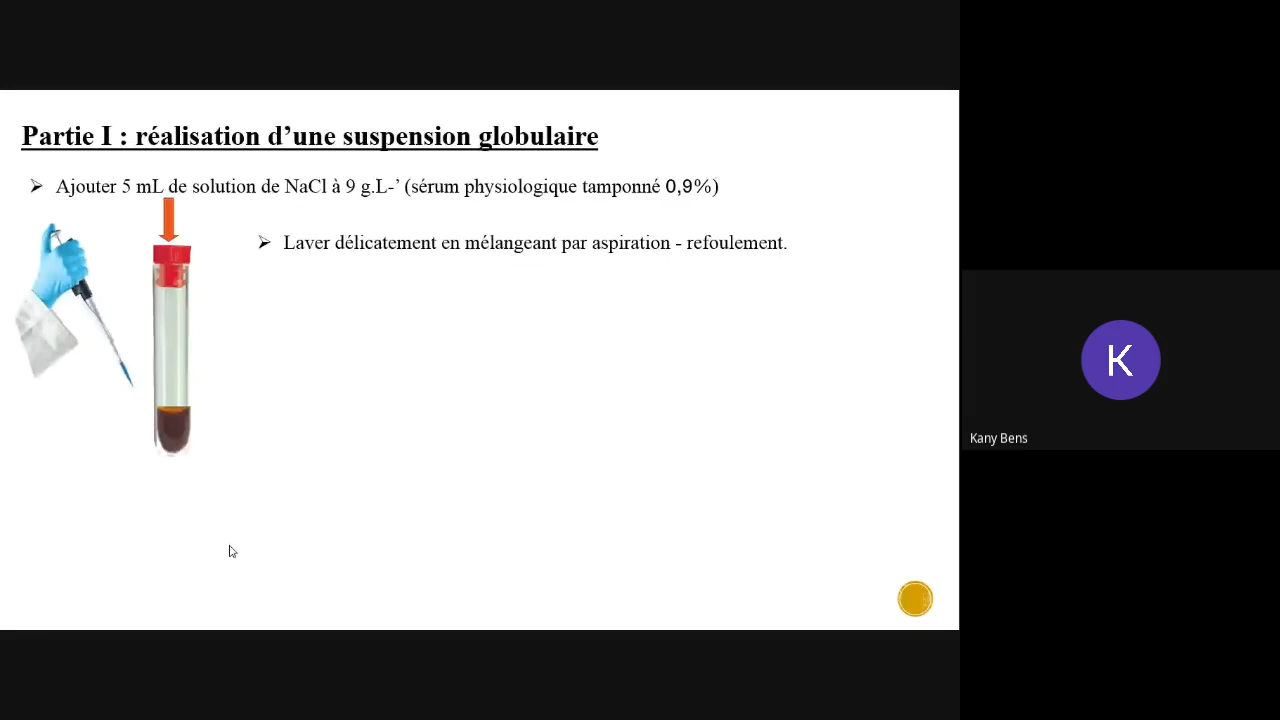 Partie I : réalisation d’une suspension globulaire
➢ Ajouter 5 mL de solution de NaCl à 9 g.L-’ (sérum physiologique tamponné 0,9%)
➢ Laver délicatement en mélangeant par aspiration - refoulement.
K
Kany Bens